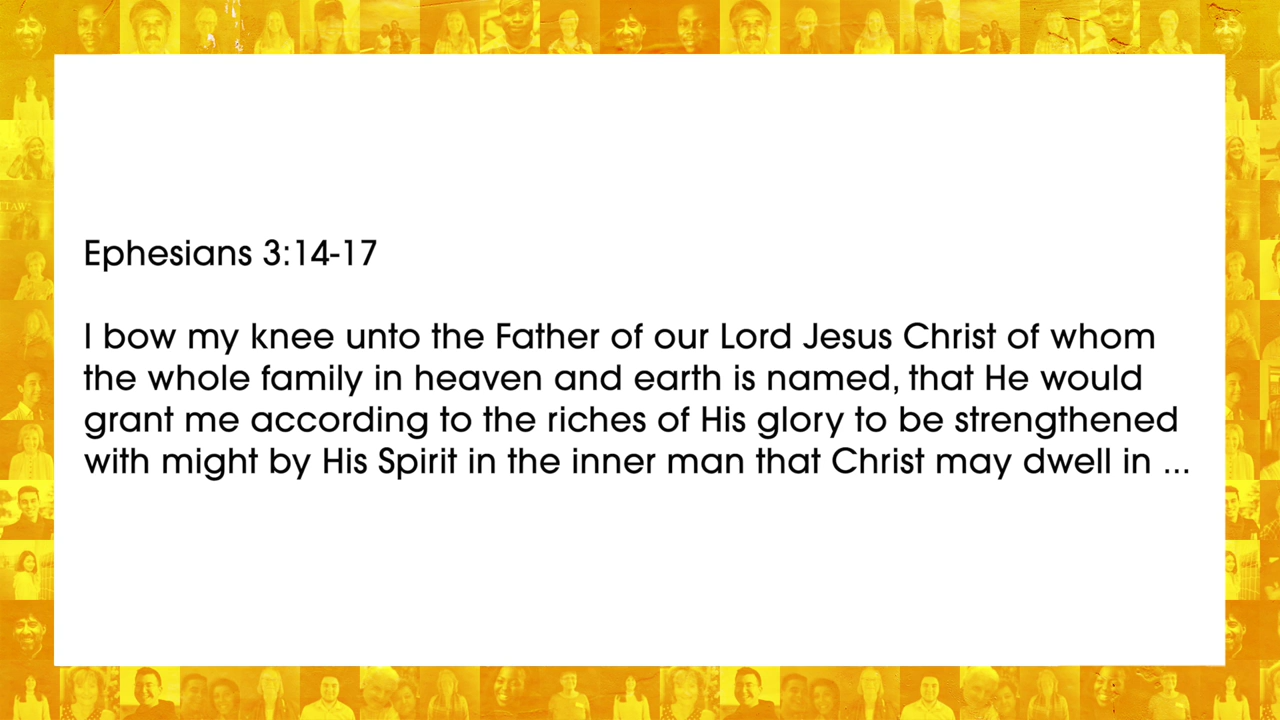 Ephesians 3:14-17
I bow my knee unto the Father of our Lord Jesus Christ of whom
the whole family in heaven and earth is named, that He would
grant me according to the riches of His glory to be strengthened
with might by His Spirit in the inner man that Christ may dwell in ...
TTAW